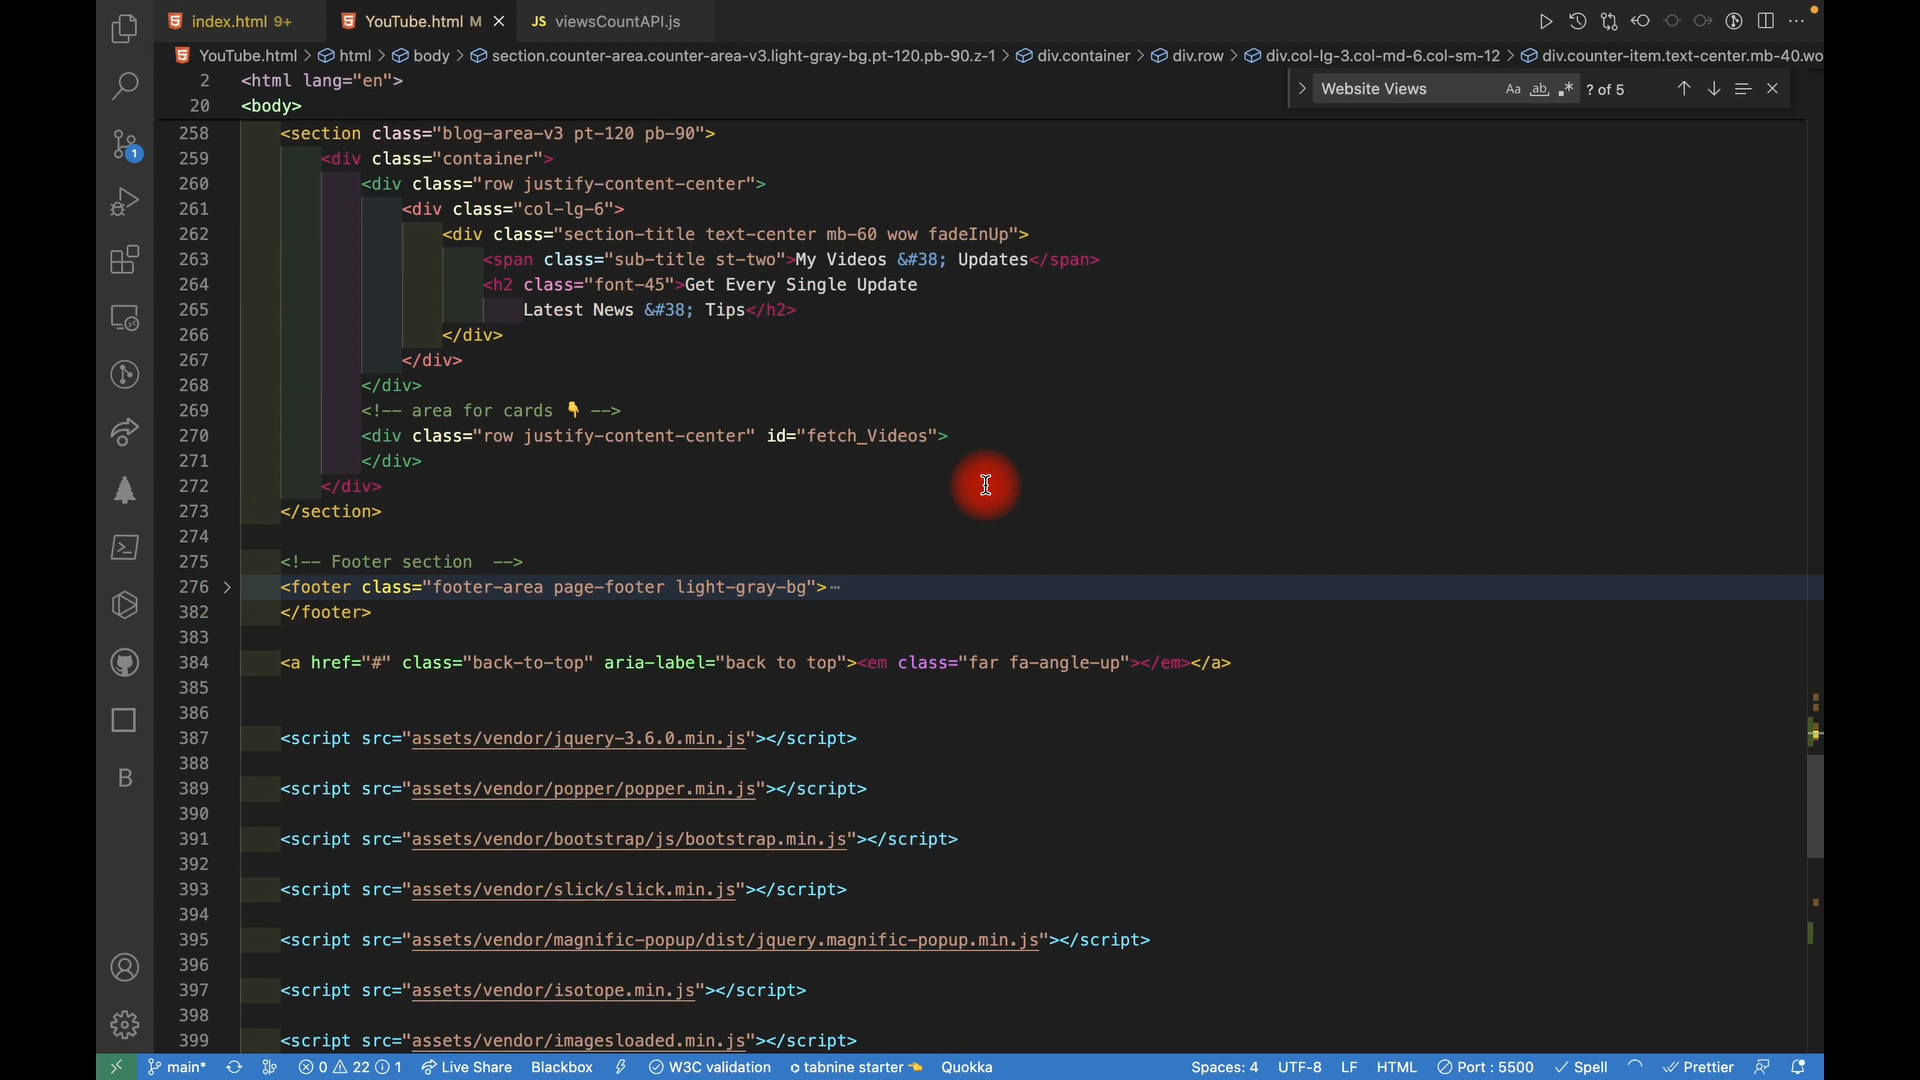 index.html 9+
YouTube.html M
JS viewsCountAPI.js
YouTube.html > html > body > section.counter-area.counter-area-v3.light-gray-bg.pt-120.pb-90.z-1 > div.container > div.row > div.col-lg-3.col-md-6.col-sm-12 > div.counter-item.text-center.mb-40.wo
Website Views Aa ab .* ? of 5
2 <html lang="en">
20 <body>
258 <section class="blog-area-v3 pt-120 pb-90">
259 <div class="container">
260 <div class="row justify-content-center">
261 <div class="col-lg-6">
262 <div class="section-title text-center mb-60 wow fadeInUp">
263 <span class="sub-title st-two">My Videos &#38; Updates</span>
264 <h2 class="font-45">Get Every Single Update
265 Latest News &#38; Tips</h2>
266 </div>
267 </div>
268 </div>
269 <!-- area for cards 👇 -->
270 <div class="row justify-content-center" id="fetch_Videos">
271 </div>
272 </div>
273 </section>
274
275 <!-- Footer section  -->
276 <footer class="footer-area page-footer light-gray-bg">⋯
382 </footer>
383
384 <a href="#" class="back-to-top" aria-label="back to top"><em class="far fa-angle-up"></em></a>
385
386
387 <script src="assets/vendor/jquery-3.6.0.min.js"></script>
388
389 <script src="assets/vendor/popper/popper.min.js"></script>
390
391 <script src="assets/vendor/bootstrap/js/bootstrap.min.js"></script>
392
393 <script src="assets/vendor/slick/slick.min.js"></script>
394
395 <script src="assets/vendor/magnific-popup/dist/jquery.magnific-popup.min.js"></script>
396
397 <script src="assets/vendor/isotope.min.js"></script>
398
399 <script src="assets/vendor/imagesloaded.min.js"></script>
1
B
main* 0 22 1 Live Share Blackbox W3C validation tabnine starter 👈 Quokka Spaces: 4 UTF-8 LF HTML Port : 5500 Spell Prettier